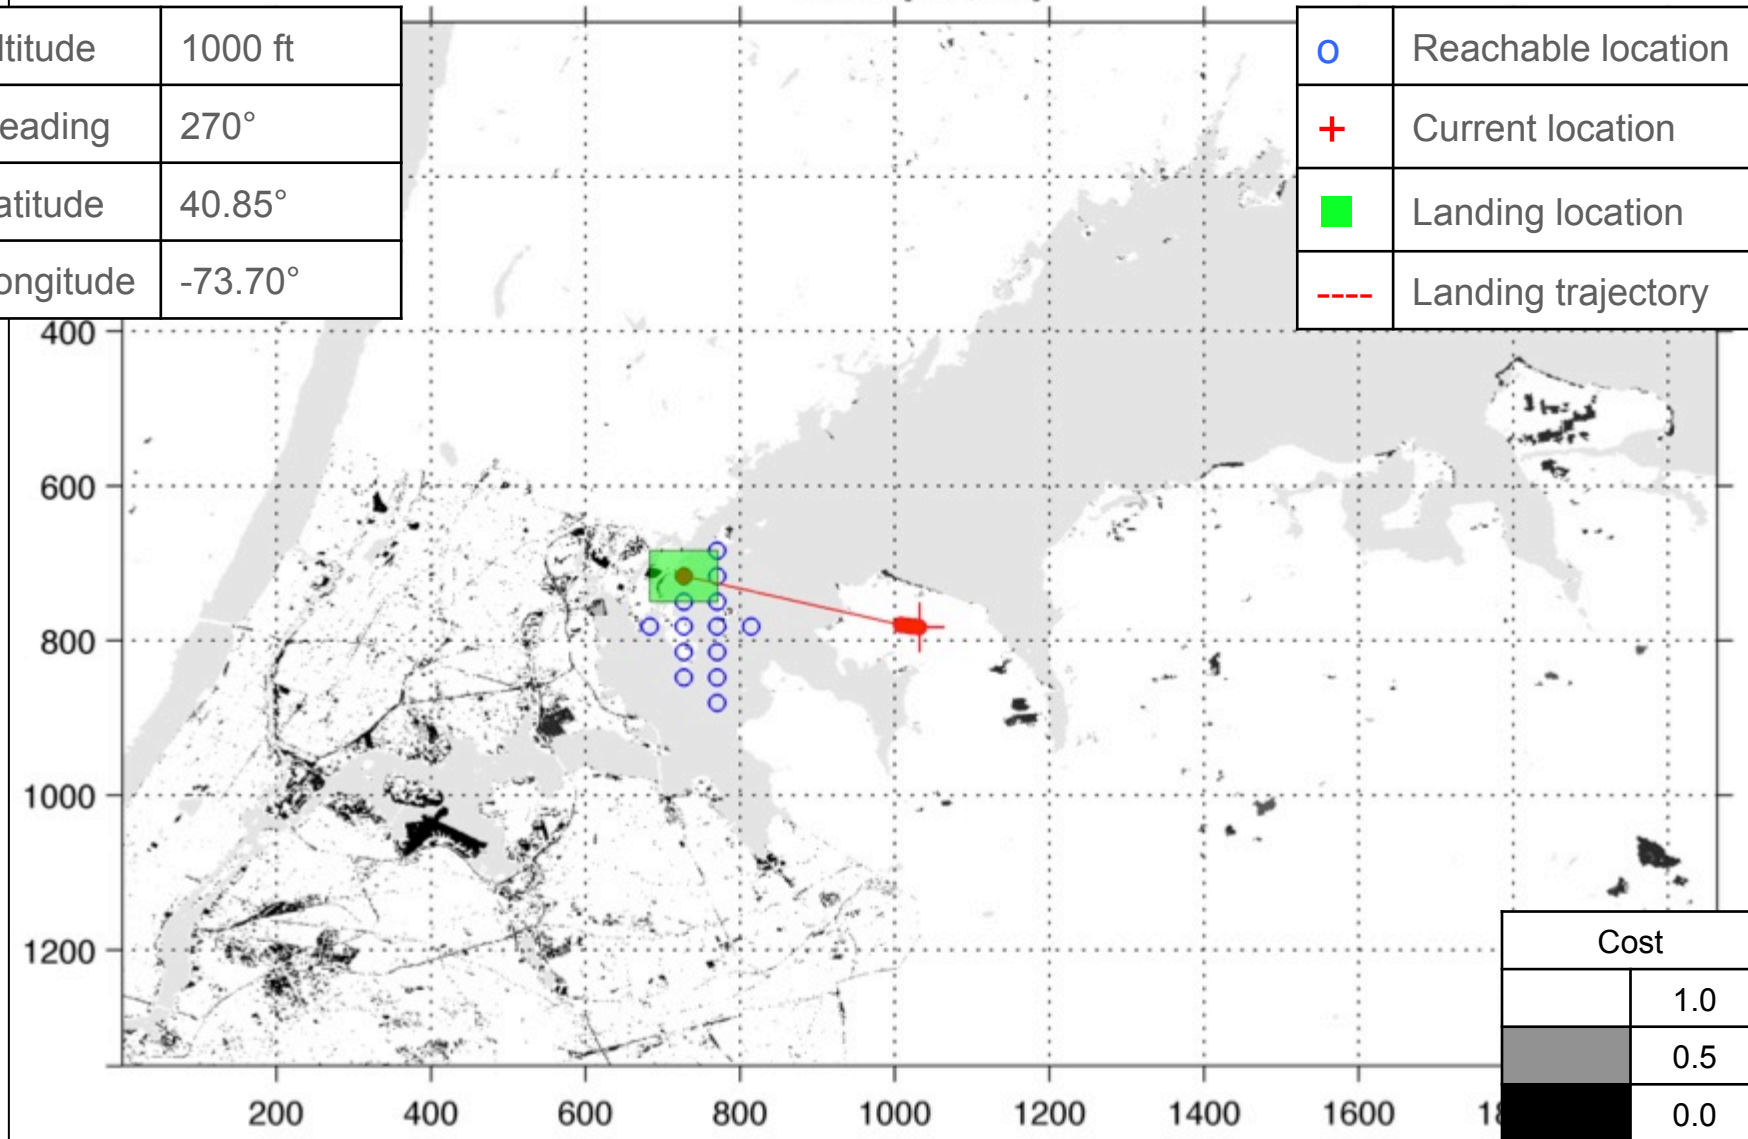 titude 1000 ft
eading 270°
atitude 40.85°
ongitude -73.70°
o Reachable location
+ Current location
Landing location
---- Landing trajectory
400
600
800
1000
1200
200 400 600 800 1000 1200 1400 1600 18
Cost
1.0
0.5
0.0